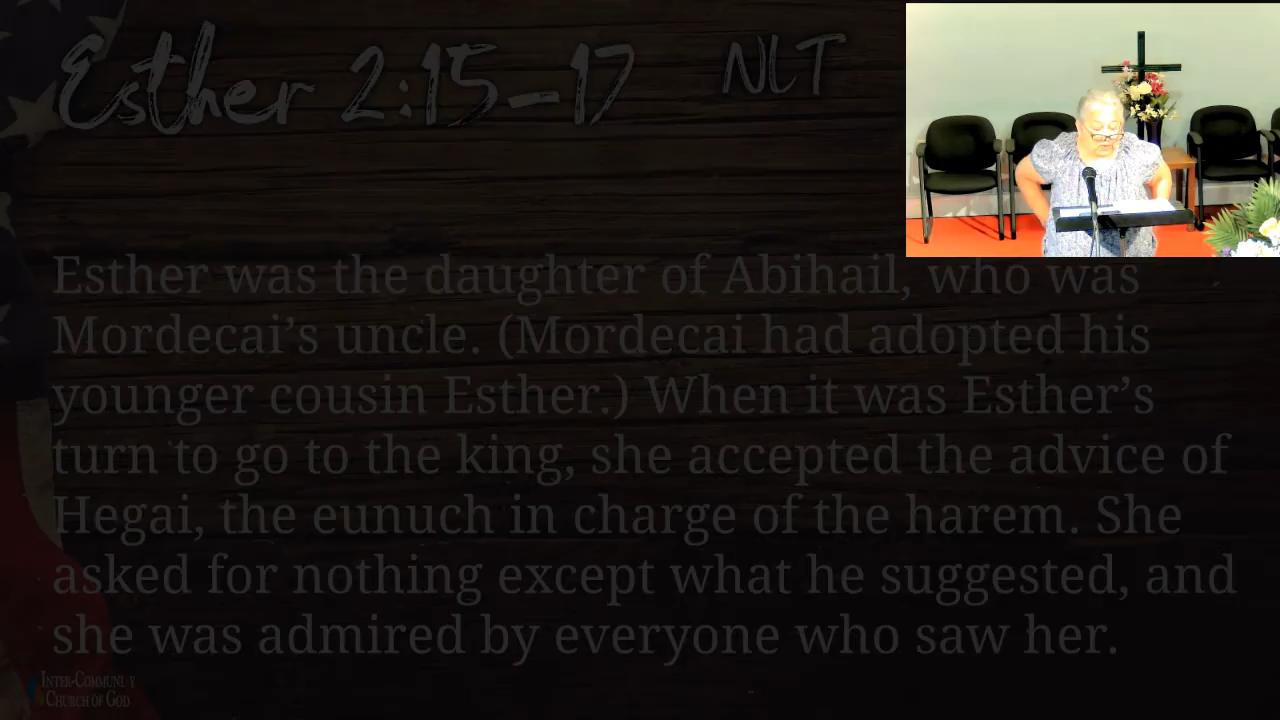 Esther 2:15-17 NLT
Esther was the daughter of Abihail, who was
Mordecai’s uncle. (Mordecai had adopted his
younger cousin Esther.) When it was Esther’s
turn to go to the king, she accepted the advice of
Hegai, the eunuch in charge of the harem. She
asked for nothing except what he suggested, and
she was admired by everyone who saw her.
Inter-Community
Church of God